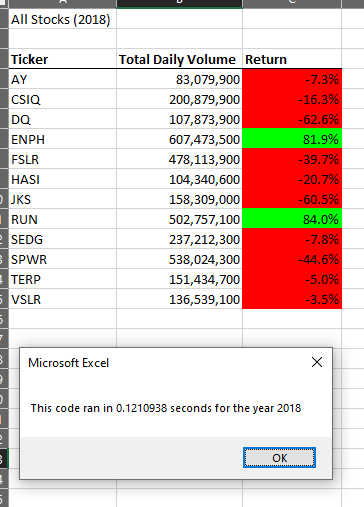 All Stocks (2018)
Ticker Total Daily Volume Return
AY 83,079,900 -7.3%
CSIQ 200,879,900 -16.3%
DQ 107,873,900 -62.6%
ENPH 607,473,500 81.9%
FSLR 478,113,900 -39.7%
HASI 104,340,600 -20.7%
JKS 158,309,000 -60.5%
RUN 502,757,100 84.0%
SEDG 237,212,300 -7.8%
SPWR 538,024,300 -44.6%
TERP 151,434,700 -5.0%
VSLR 136,539,100 -3.5%
Microsoft Excel
This code ran in 0.1210938 seconds for the year 2018
OK